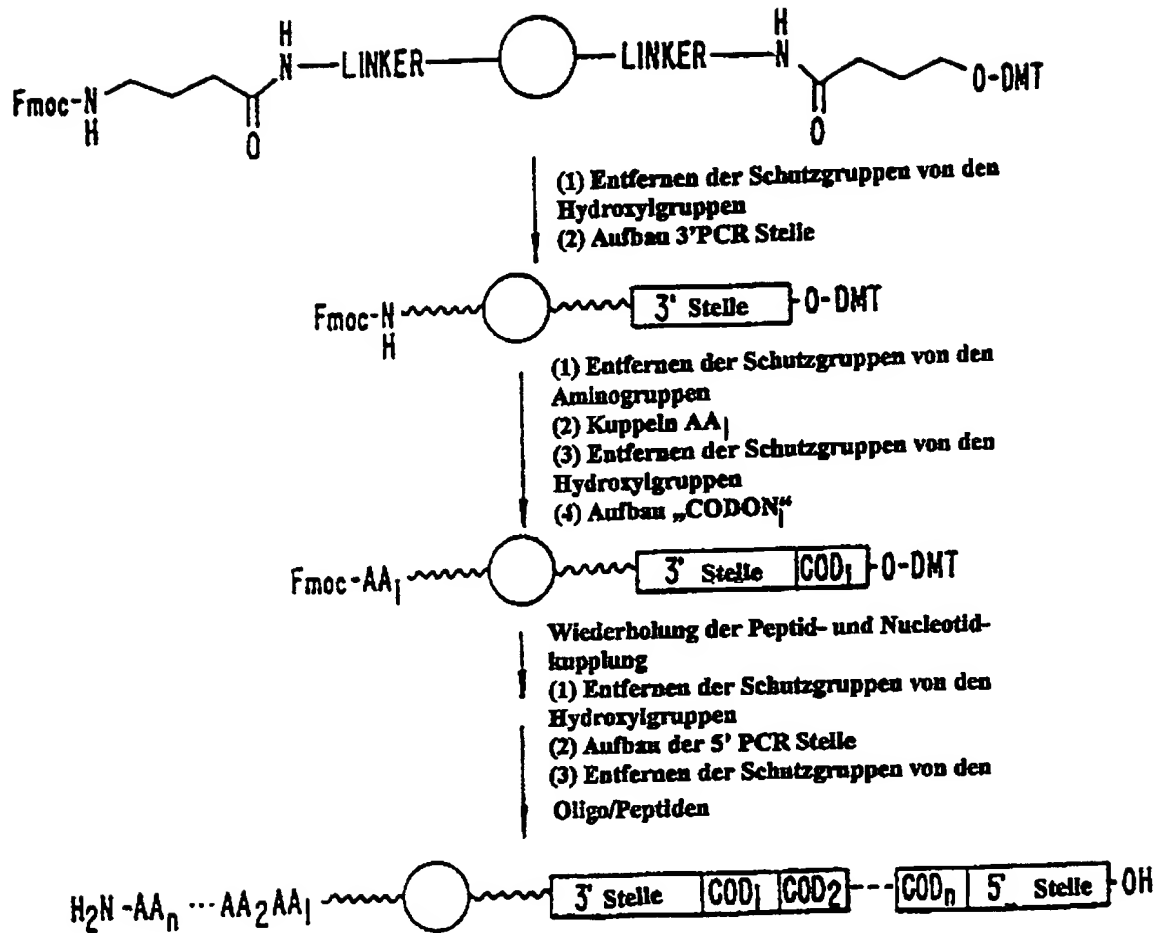 H H
N—LINKER— —LINKER—N
Fmoc-N O-DMT
H O O
(1) Entfernen der Schutzgruppen von den
Hydroxylgruppen
(2) Aufbau 3'PCR Stelle
Fmoc-N 3' Stelle -O-DMT
H
(1) Entfernen der Schutzgruppen von den
Aminogruppen
(2) Kuppeln AA1
(3) Entfernen der Schutzgruppen von den
Hydroxylgruppen
(4) Aufbau „CODON1“
Fmoc-AA1 3' Stelle COD1 -O-DMT
Wiederholung der Peptid- und Nucleotid-
kupplung
(1) Entfernen der Schutzgruppen von den
Hydroxylgruppen
(2) Aufbau der 5' PCR Stelle
(3) Entfernen der Schutzgruppen von den
Oligo/Peptiden
H2N-AAn ···AA2AA1 3' Stelle COD1 COD2 --- CODn 5' Stelle -OH